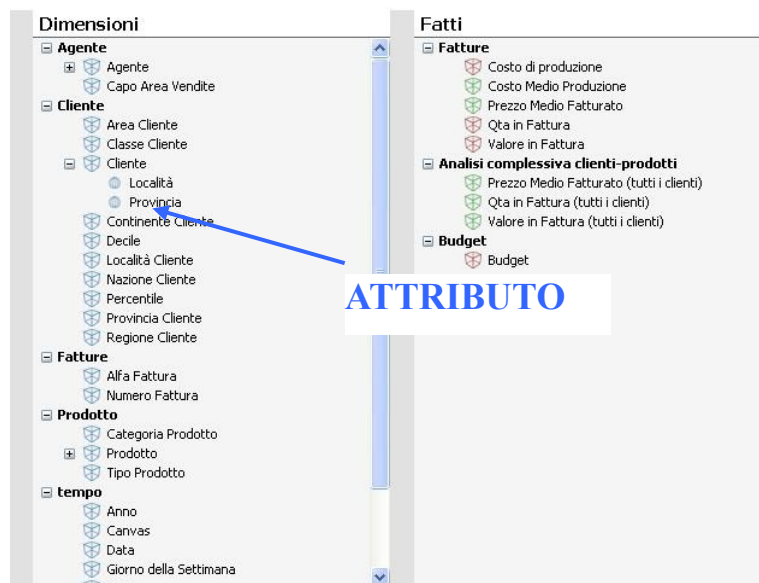 Dimensioni
Agente
Agente
Capo Area Vendite
Cliente
Area Cliente
Classe Cliente
Cliente
Località
Provincia
Continente Cliente
Decile
Località Cliente
Nazione Cliente
Percentile
Provincia Cliente
Regione Cliente
Fatture
Alfa Fattura
Numero Fattura
Prodotto
Categoria Prodotto
Prodotto
Tipo Prodotto
tempo
Anno
Canvas
Data
Giorno della Settimana
Fatti
Fatture
Costo di produzione
Costo Medio Produzione
Prezzo Medio Fatturato
Qta in Fattura
Valore in Fattura
Analisi complessiva clienti-prodotti
Prezzo Medio Fatturato (tutti i clienti)
Qta in Fattura (tutti i clienti)
Valore in Fattura (tutti i clienti)
Budget
Budget
ATTRIBUTO